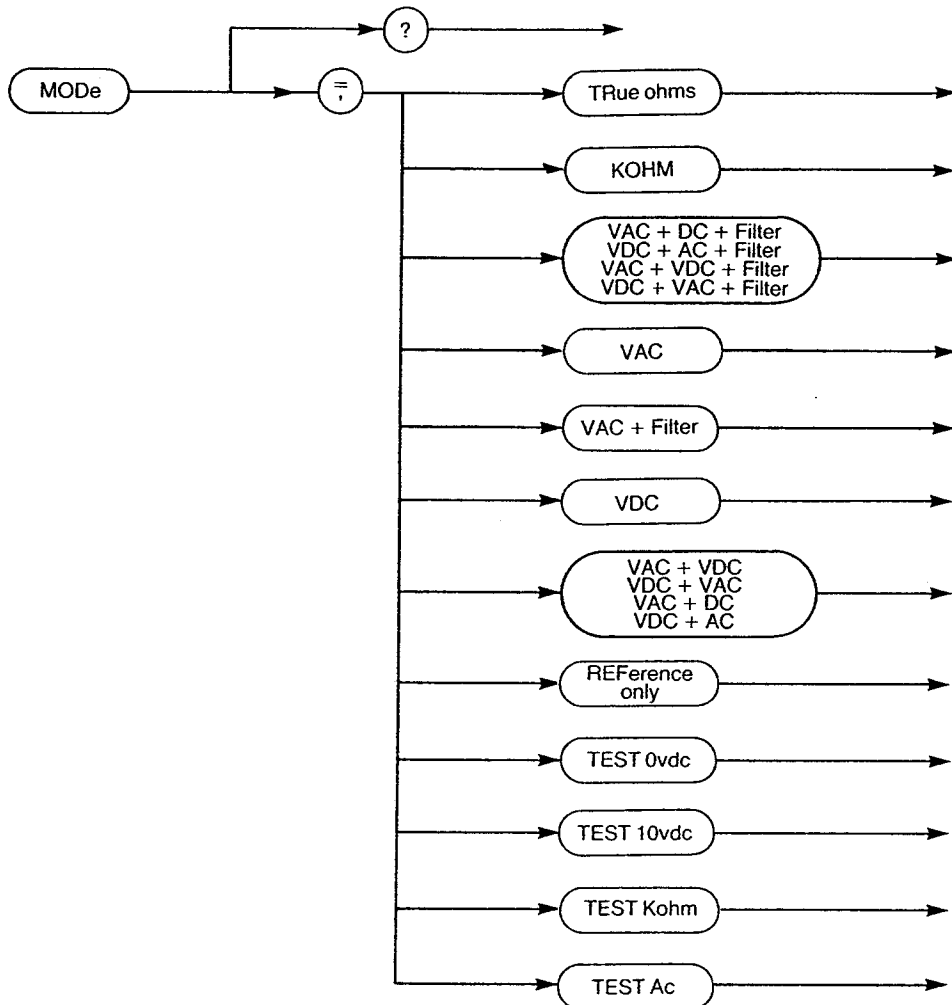 ?
MODe
=
,
TRue ohms
KOHM
VAC + DC + Filter
VDC + AC + Filter
VAC + VDC + Filter
VDC + VAC + Filter
VAC
VAC + Filter
VDC
VAC + VDC
VDC + VAC
VAC + DC
VDC + AC
REFerence
only
TEST 0vdc
TEST 10vdc
TEST Kohm
TEST Ac